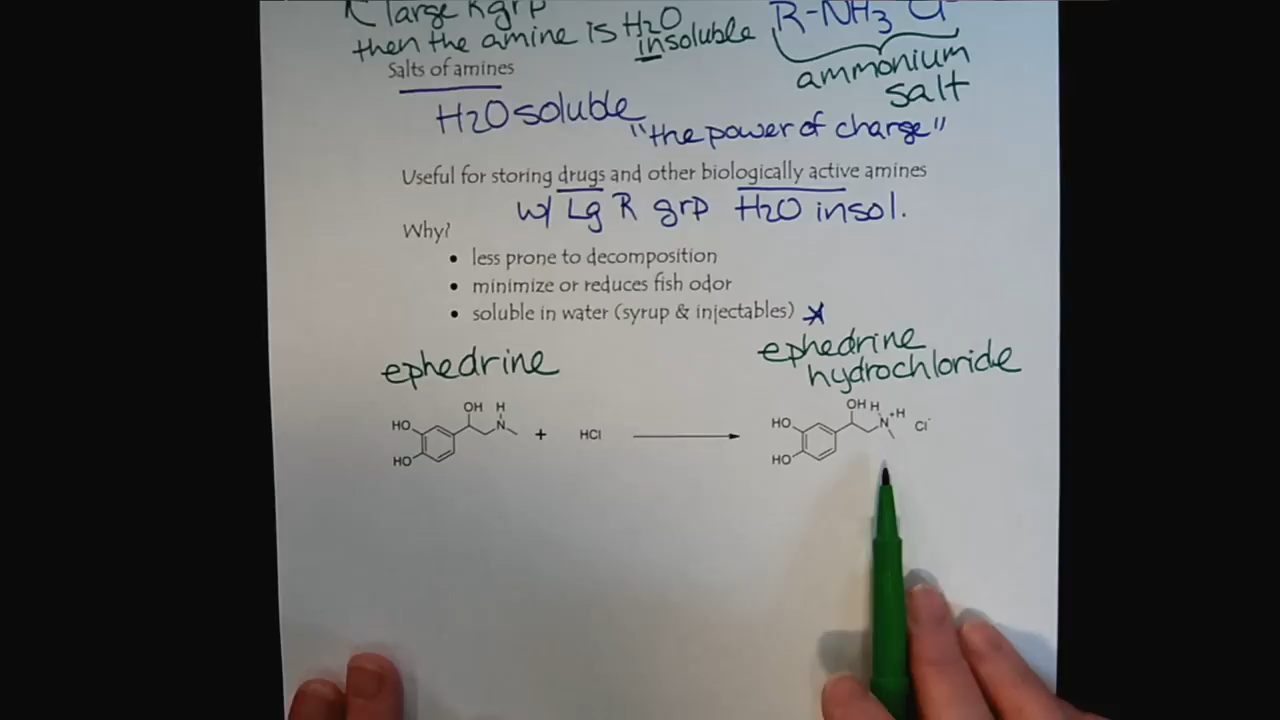 large R grp
then the amine is H2O insoluble
R-NH3 Cl-
ammonium
salt
Salts of amines
H2O soluble
"the power of charge"
Useful for storing drugs and other biologically active amines
w/ Lg R grp H2O insol.
Why?
• less prone to decomposition
• minimize or reduces fish odor
• soluble in water (syrup & injectables) *
ephedrine
ephedrine
hydrochloride
HO HO OH H N + HCl
HO HO OH H N +H Cl-